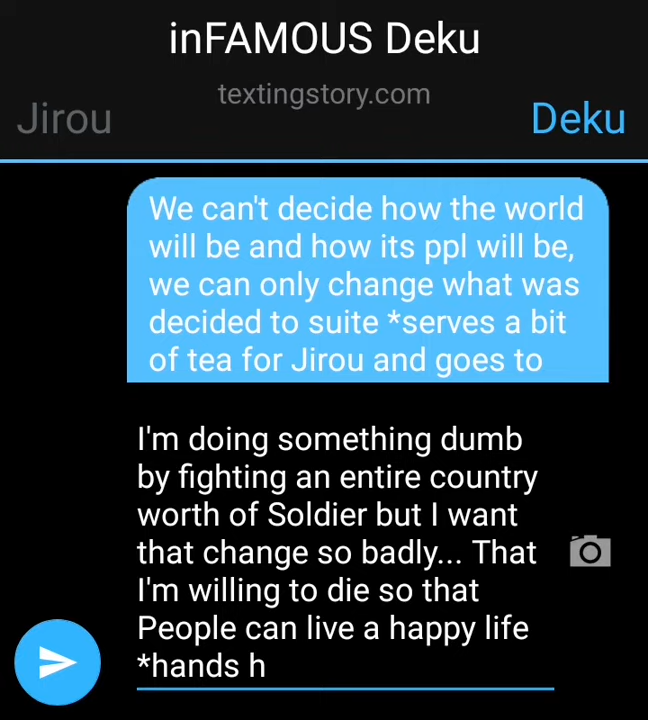 inFAMOUS Deku
textingstory.com
Jirou
Deku
We can't decide how the world
will be and how its ppl will be,
we can only change what was
decided to suite *serves a bit
of tea for Jirou and goes to
I'm doing something dumb
by fighting an entire country
worth of Soldier but I want
that change so badly... That
I'm willing to die so that
People can live a happy life
*hands h